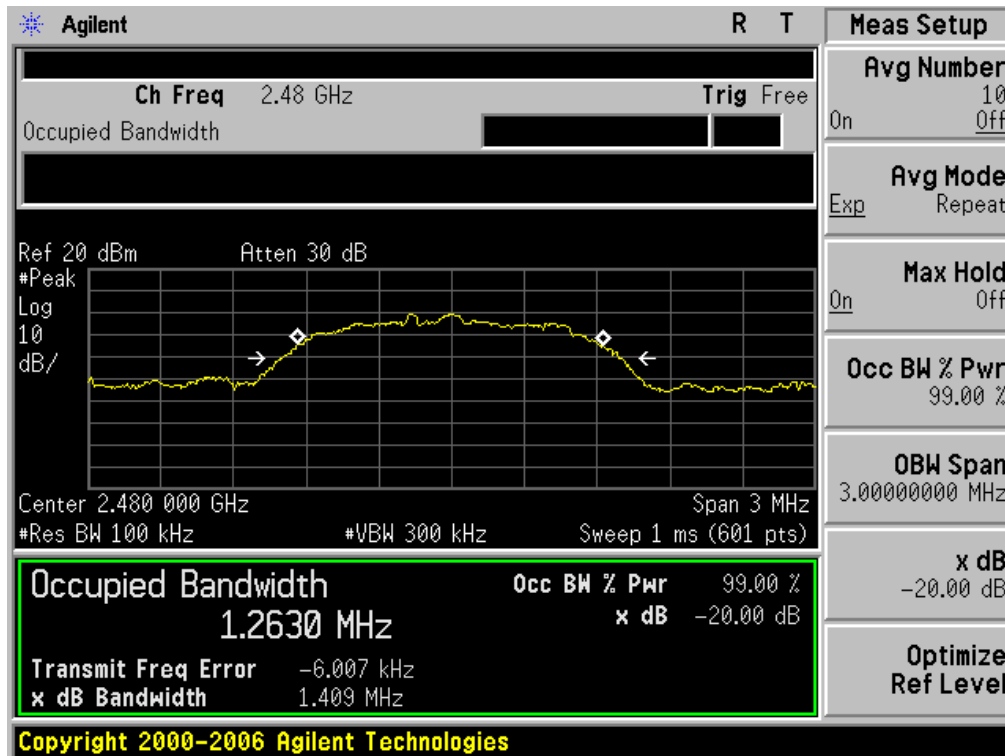 Agilent R T Meas Setup
Ch Freq 2.48 GHz Trig Free
Occupied Bandwidth
Ref 20 dBm Atten 30 dB
#Peak
Log
10
dB/
Center 2.480 000 GHz Span 3 MHz
#Res BW 100 kHz #VBW 300 kHz Sweep 1 ms (601 pts)
Occupied Bandwidth
1.2630 MHz
Occ BW % Pwr 99.00 %
x dB -20.00 dB
Transmit Freq Error -6.007 kHz
x dB Bandwidth 1.409 MHz
Copyright 2000-2006 Agilent Technologies
Avg Number
10
On Off
Avg Mode
Exp Repeat
Max Hold
On Off
Occ BW % Pwr
99.00 %
OBW Span
3.00000000 MHz
x dB
-20.00 dB
Optimize
Ref Level